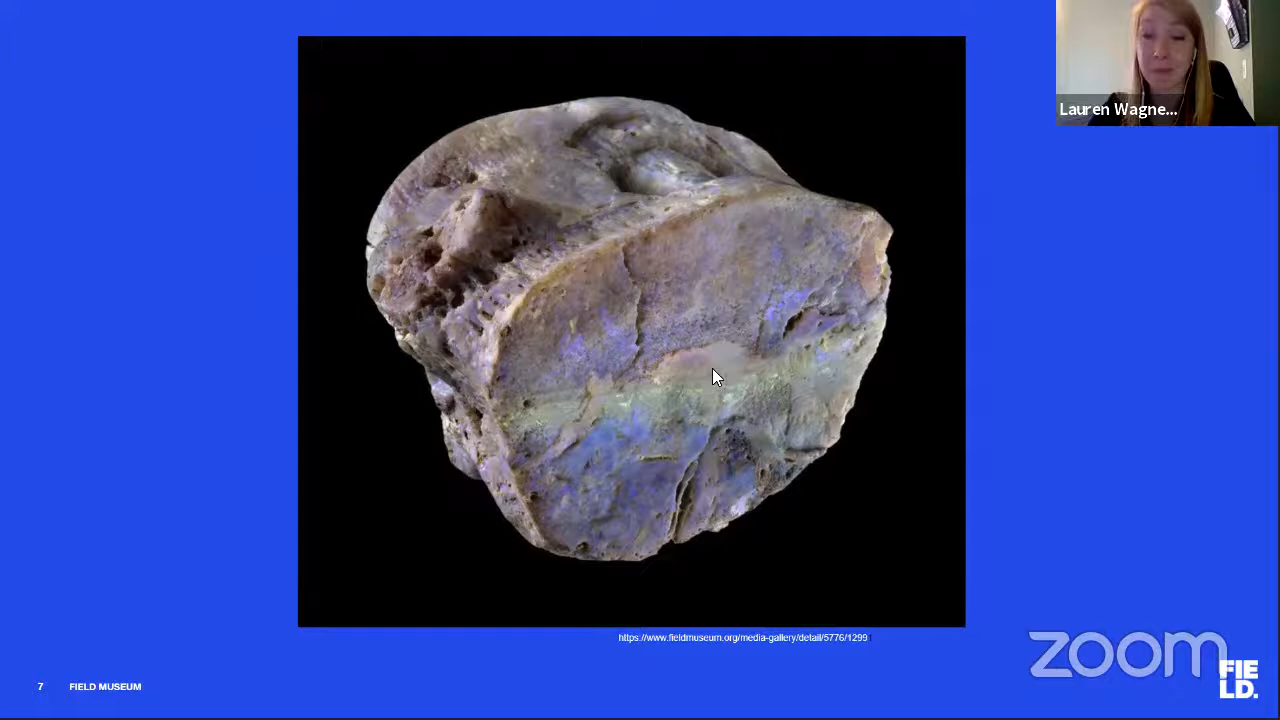 Lauren Wagne...
https://www.fieldmuseum.org/media-gallery/detail/5776/1299
7 FIELD MUSEUM
zoom
FIE
LD.